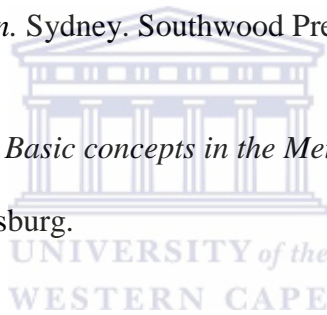 n. Sydney. Southwood Pre
Basic concepts in the Me
sburg.
UNIVERSITY of the
WESTERN CAPE